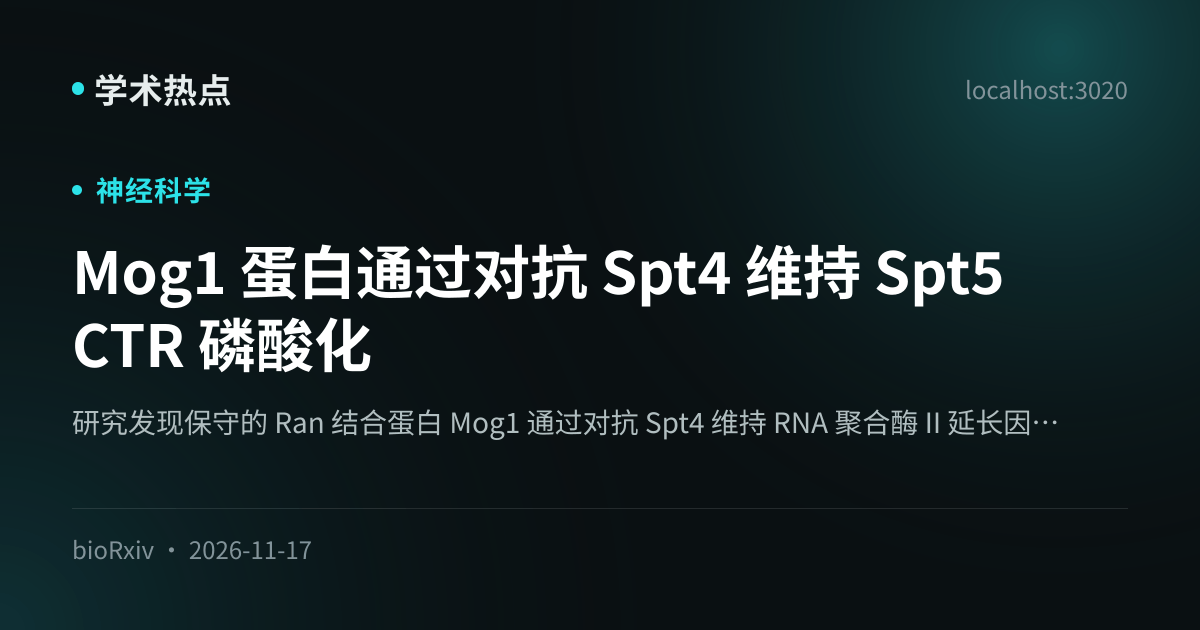 学术热点
localhost:3020
神经科学
Mog1 蛋白通过对抗 Spt4 维持 Spt5
CTR 磷酸化
研究发现保守的 Ran 结合蛋白 Mog1 通过对抗 Spt4 维持 RNA 聚合酶 II 延长因…
bioRxiv · 2026-11-17